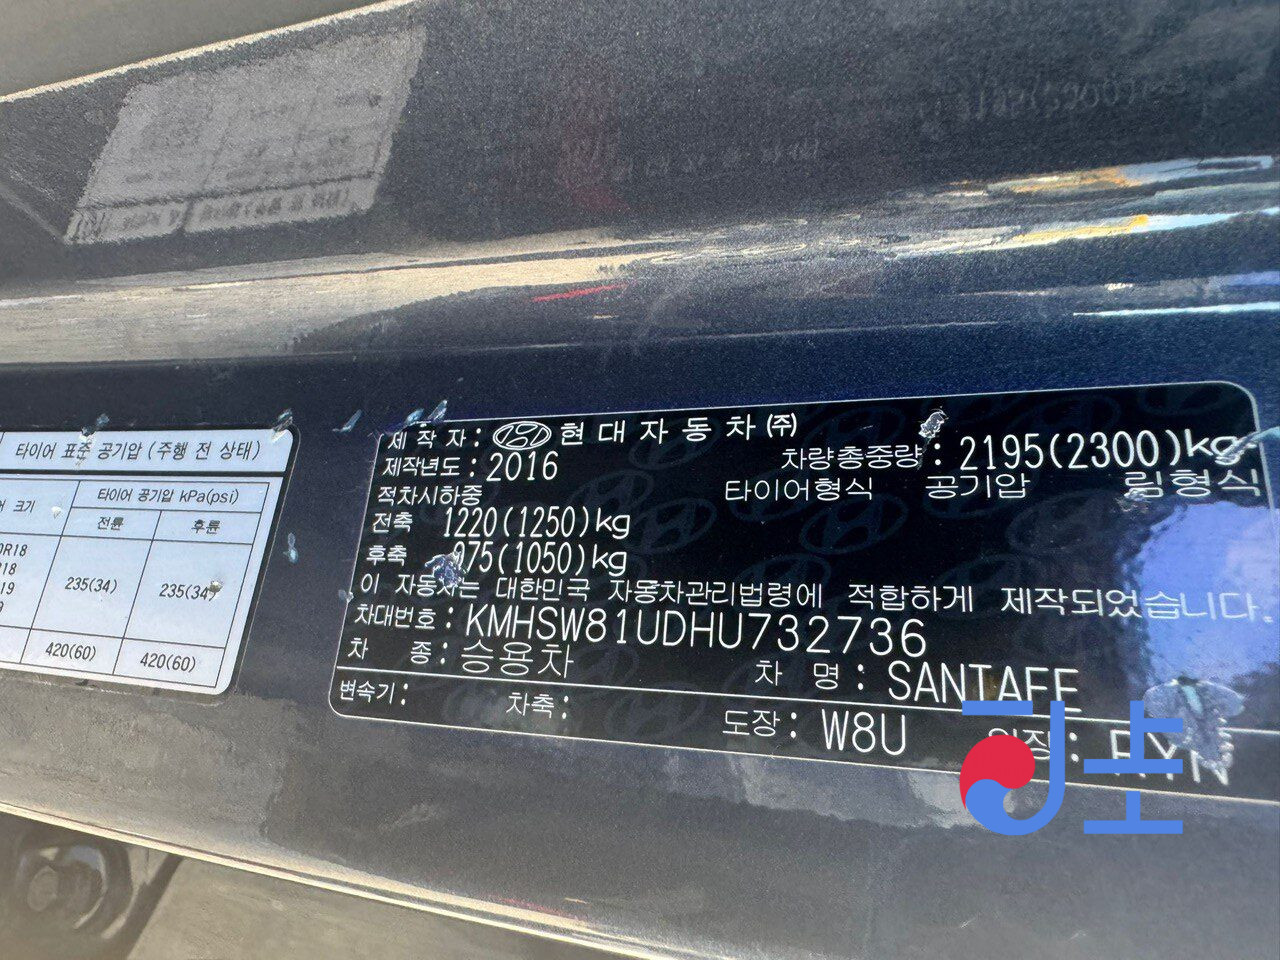 타이어 표준 공기압 (주행 전 상태)
크기
타이어 공기압 kPa(psi)
전륜
후륜
R18
235(34)
235(34)
420(60)
420(60)
제 작 자 : 현 대 자 동 차 ㈜
제작년도 : 2016
차량총중량 : 2195(2300)kg
적차시하중
타이어형식 공기압 림형식
전축 1220(1250)kg
후축 975(1050)kg
이 자동차는 대한민국 자동차관리법령에 적합하게 제작되었습니다.
차대번호 : KMHSW81UDHU732736
차 종 : 승용차
차 명 : SANTAFE
변속기 :
차축 :
도장 : W8U